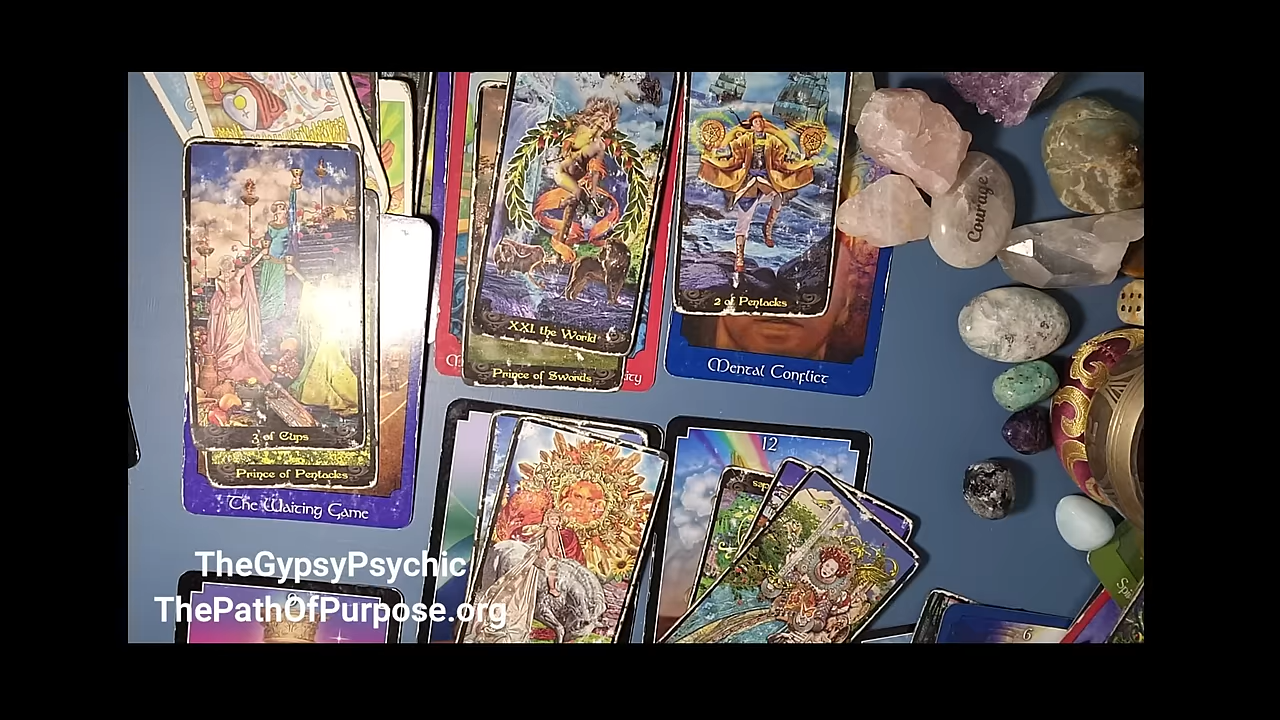 XXI. the World
2 of Pentacles
Prince of Swords
Mental Conflict
Courage
3 of Cups
Prince of Pentacles
The Waiting Game
12
6
TheGypsyPsychic
ThePathOfPurpose.org